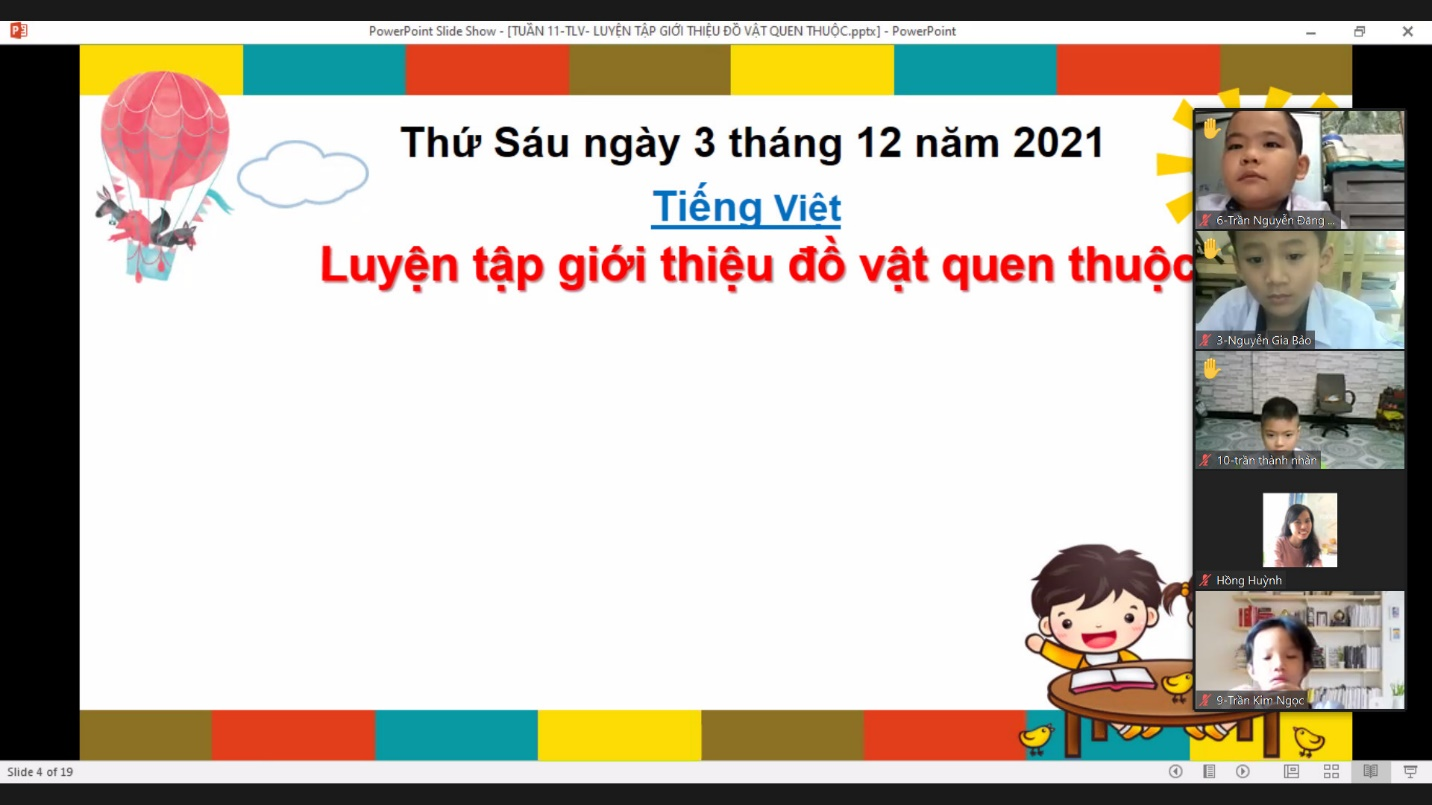 PowerPoint Slide Show - [TUẦN 11-TLV- LUYỆN TẬP GIỚI THIỆU ĐỒ VẬT QUEN THUỘC.pptx] - PowerPoint
Thứ Sáu ngày 3 tháng 12 năm 2021
Tiếng Việt
Luyện tập giới thiệu đồ vật quen thuộc
6-Trần Nguyễn Đăng ...
3-Nguyễn Gia Bảo
10-trần thành nhân
Hồng Huỳnh
9-Trần Kim Ngọc
Slide 4 of 19